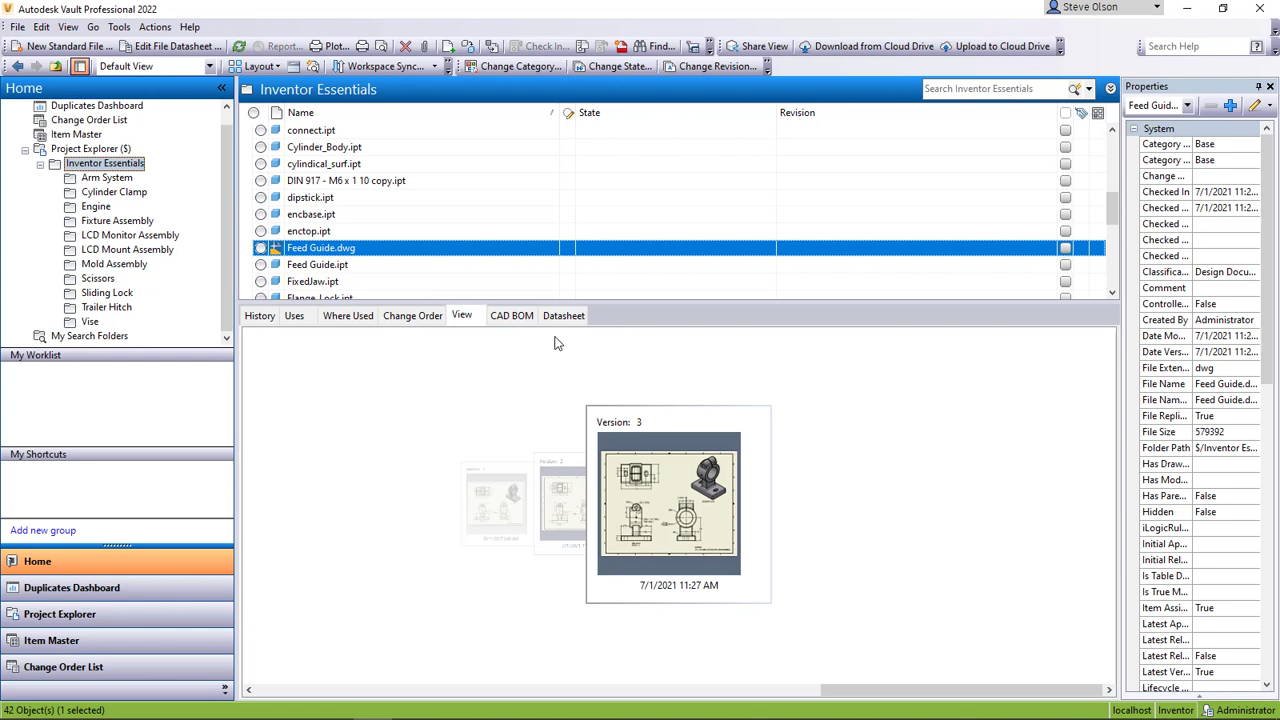 Autodesk Vault Professional 2022
Steve Olson
File Edit View Go Tools Actions Help
New Standard File ... Edit File Datasheet ... Report... Plot... Check In... Find... Share View Download from Cloud Drive Upload to Cloud Drive Search Help
Default View Layout Workspace Sync... Change Category... Change State... Change Revision...
Home
Duplicates Dashboard
Change Order List
Item Master
Project Explorer ($)
Inventor Essentials
Arm System
Cylinder Clamp
Engine
Fixture Assembly
LCD Monitor Assembly
LCD Mount Assembly
Mold Assembly
Scissors
Sliding Lock
Trailer Hitch
Vise
My Search Folders
My Worklist
My Shortcuts
Add new group
Home
Duplicates Dashboard
Project Explorer
Item Master
Change Order List
Inventor Essentials Search Inventor Essentials
Name State Revision
connect.ipt
Cylinder_Body.ipt
cylindical_surf.ipt
DIN 917 - M6 x 1 10 copy.ipt
dipstick.ipt
encbase.ipt
enctop.ipt
Feed Guide.dwg
Feed Guide.ipt
FixedJaw.ipt
Flange_Lock.ipt
History Uses Where Used Change Order View CAD BOM Datasheet
Version: 3
7/1/2021 11:27 AM
Properties
Feed Guid...
System
Category ... Base
Category ... Base
Change ...
Checked In 7/1/2021 11:2...
Checked ... 7/1/2021 11:2...
Checked ...
Checked ...
Checked ...
Classifica... Design Docu...
Comment
Controlle... False
Created By Administrator
Date Mo... 7/1/2021 11:2...
Date Vers... 7/1/2021 11:2...
File Exten... dwg
File Name Feed Guide.d...
File Nam... Feed Guide.d...
File Repli... True
File Size 579392
Folder Path $/Inventor Es...
Has Draw...
Has Mod...
Has Pare... False
Hidden False
iLogicRul...
Initial Ap...
Initial Rel...
Is Table D...
Is True M...
Item Assi... True
Latest Ap...
Latest Rel...
Latest Rel... False
Latest Ver... True
Lifecycle
42 Object(s) (1 selected) localhost Inventor Administrator